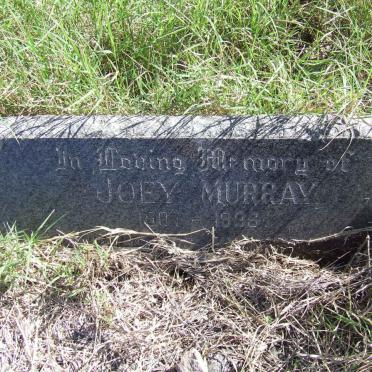 In Loving Memory of
JOEY MURRAY